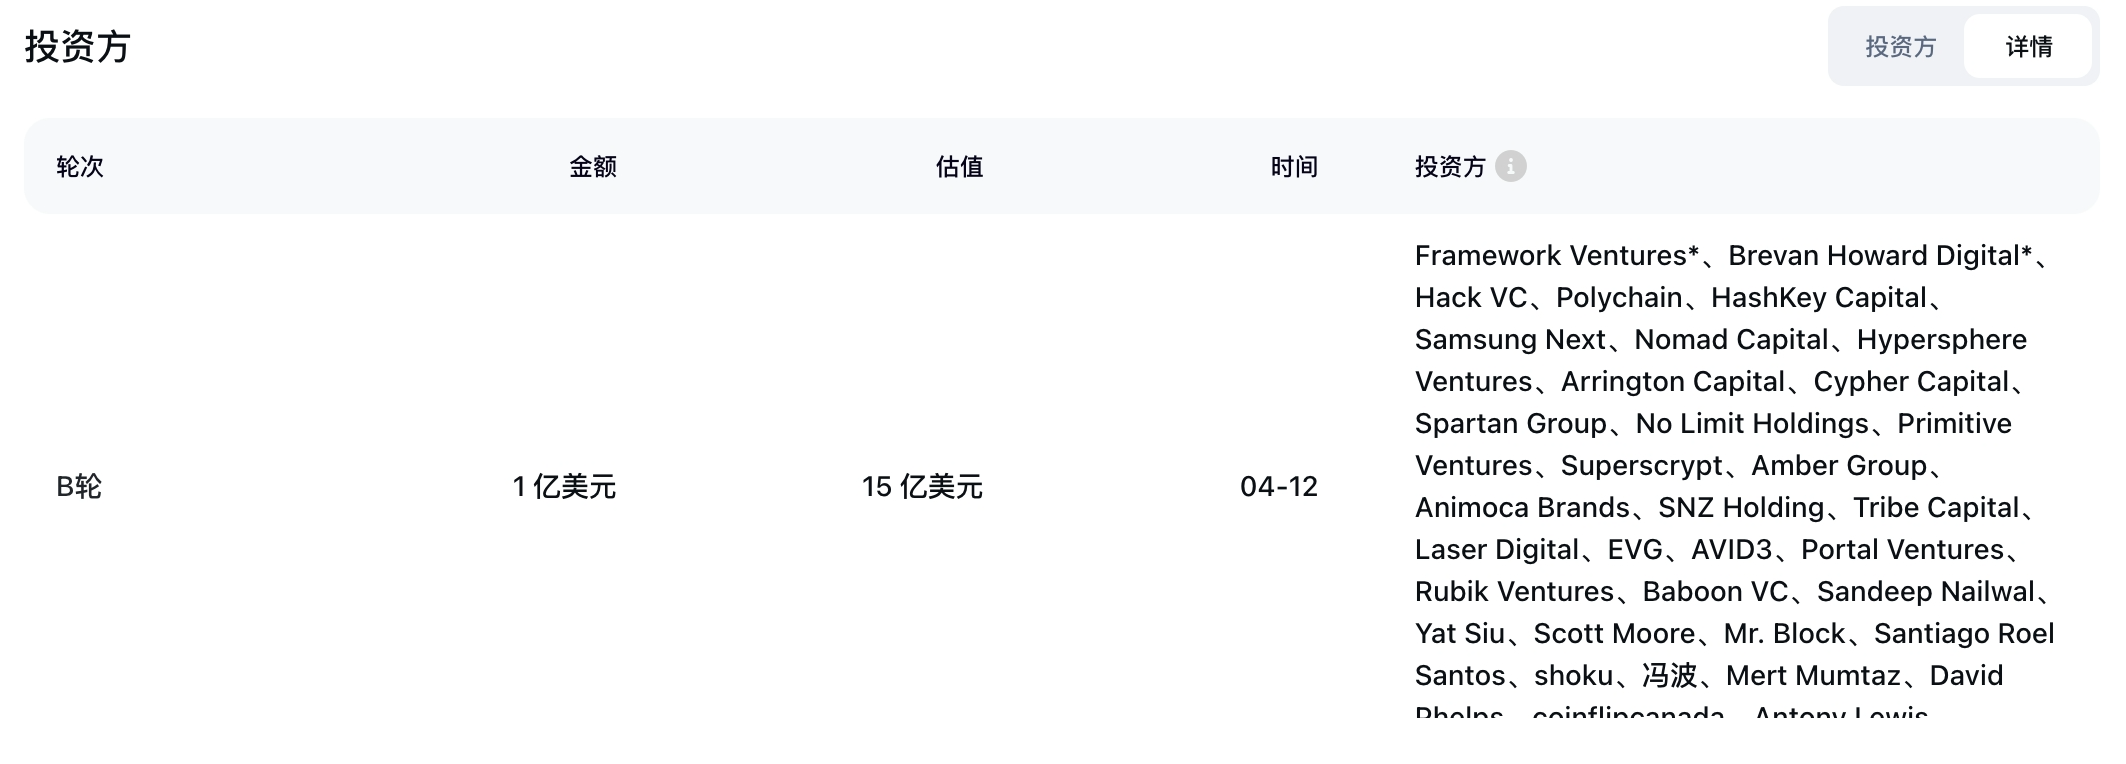 投资方
投资方 详情
轮次 金额 估值 时间 投资方
B轮 1 亿美元 15 亿美元 04-12
Framework Ventures*、Brevan Howard Digital*、
Hack VC、Polychain、HashKey Capital、
Samsung Next、Nomad Capital、Hypersphere
Ventures、Arrington Capital、Cypher Capital、
Spartan Group、No Limit Holdings、Primitive
Ventures、Superscrypt、Amber Group、
Animoca Brands、SNZ Holding、Tribe Capital、
Laser Digital、EVG、AVID3、Portal Ventures、
Rubik Ventures、Baboon VC、Sandeep Nailwal、
Yat Siu、Scott Moore、Mr. Block、Santiago Roel
Santos、shoku、冯波、Mert Mumtaz、David
Phelps、coinflipcanada、Antony Lewis